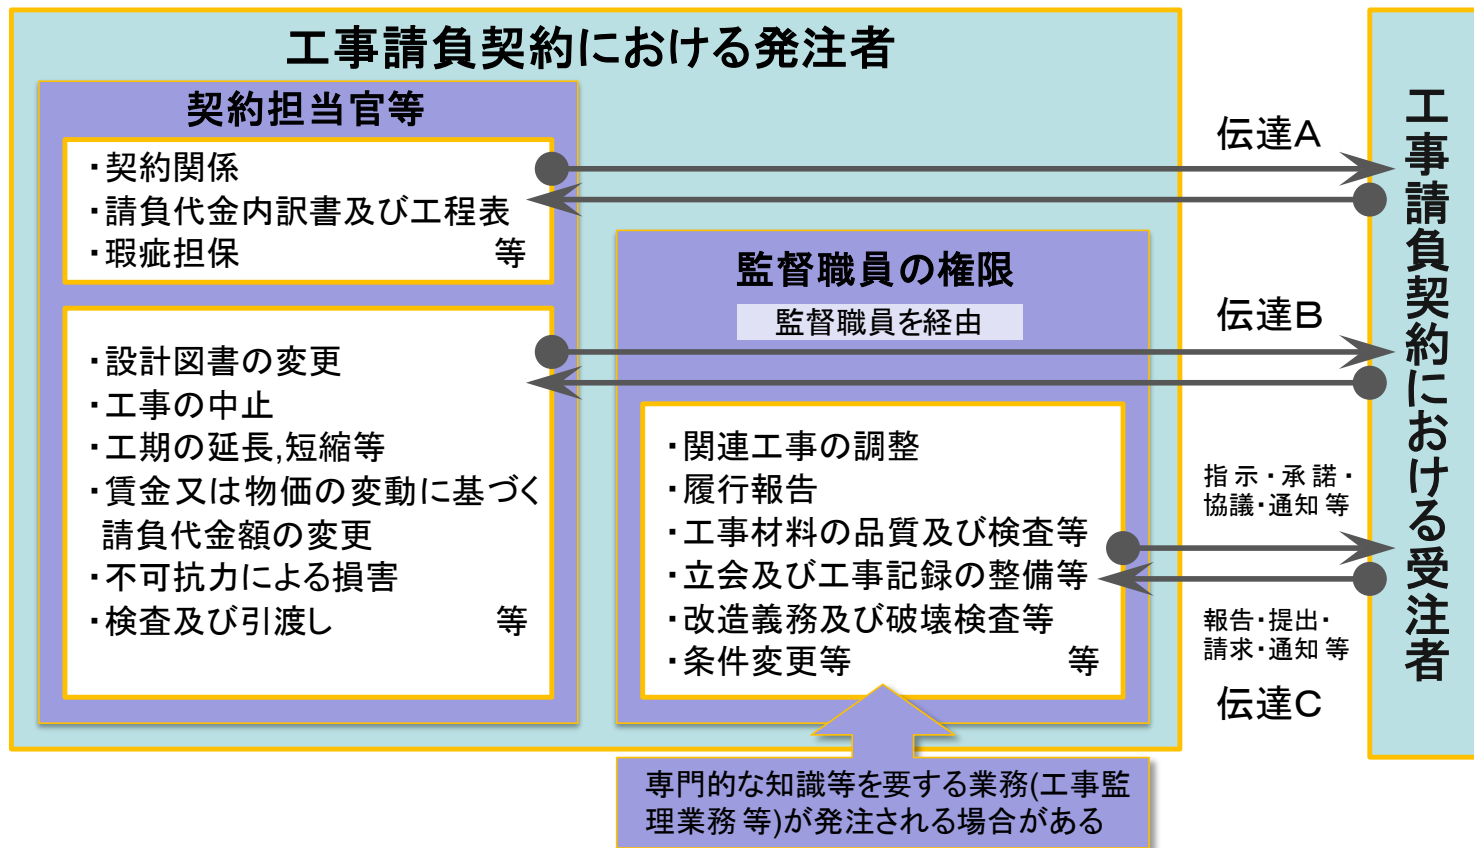 工事請負契約における発注者
契約担当官等
・契約関係
・請負代金内訳書及び工程表
・瑕疵担保 等
・設計図書の変更
・工事の中止
・工期の延長,短縮等
・賃金又は物価の変動に基づく
請負代金額の変更
・不可抗力による損害
・検査及び引渡し 等
監督職員の権限
監督職員を経由
・関連工事の調整
・履行報告
・工事材料の品質及び検査等
・立会及び工事記録の整備等
・改造義務及び破壊検査等
・条件変更等 等
専門的な知識等を要する業務(工事監
理業務等)が発注される場合がある
伝達A
伝達B
指示・承諾・
協議・通知等
報告・提出・
請求・通知等
伝達C
工事請負契約における受注者